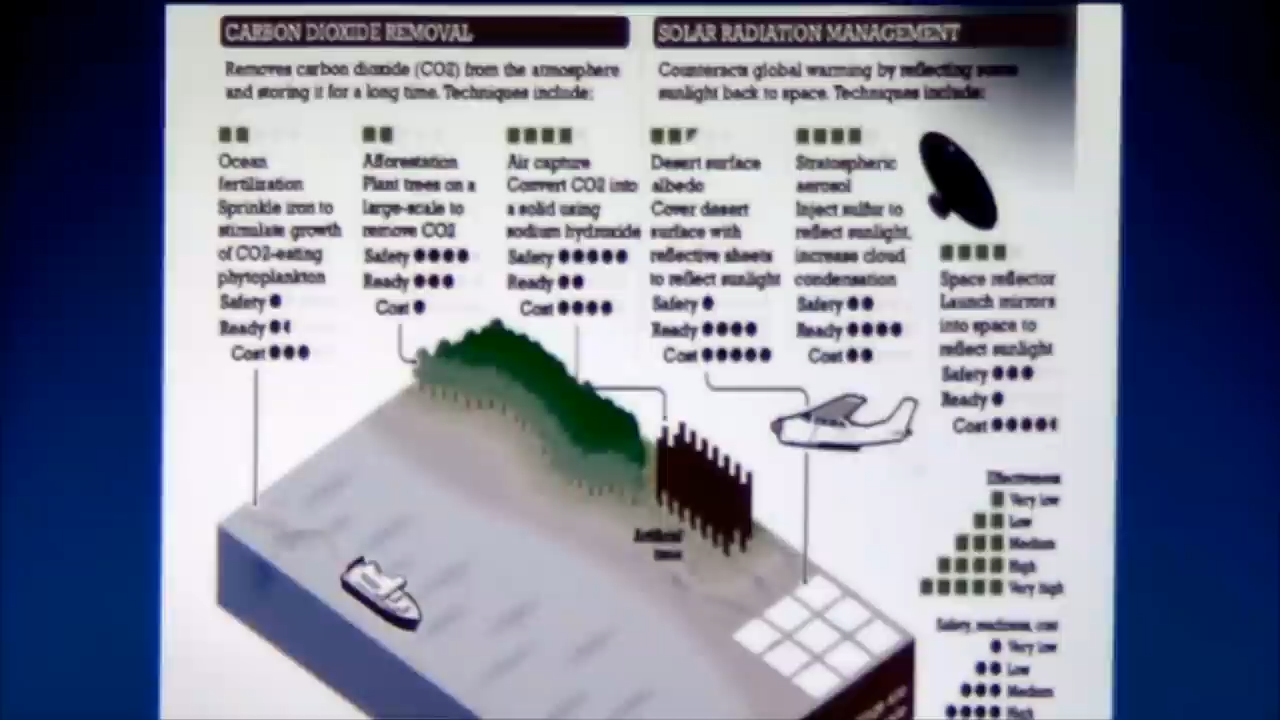 CARBON DIOXIDE REMOVAL
Removes carbon dioxide (CO2) from the atmosphere
and storing it for a long time. Techniques include:
Ocean
fertilization
Sprinkle iron to
stimulate growth
of CO2-eating
phytoplankton
Safety
Ready
Cost
Afforestation
Plant trees on a
large-scale to
remove CO2
Safety
Ready
Cost
Air capture
Convert CO2 into
a solid using
sodium hydroxide
Safety
Ready
Cost
SOLAR RADIATION MANAGEMENT
Counteracts global warming by reflecting some
sunlight back to space. Techniques include:
Desert surface
albedo
Cover desert
surface with
reflective sheets
to reflect sunlight
Safety
Ready
Cost
Stratospheric
aerosol
Inject sulfur to
reflect sunlight,
increase cloud
condensation
Safety
Ready
Cost
Space reflector
Launch mirrors
into space to
reflect sunlight
Safety
Ready
Cost
Artificial
trees
Effectiveness
Very low
Low
Medium
High
Very high
Safety, readiness, cost
Very low
Low
Medium
High